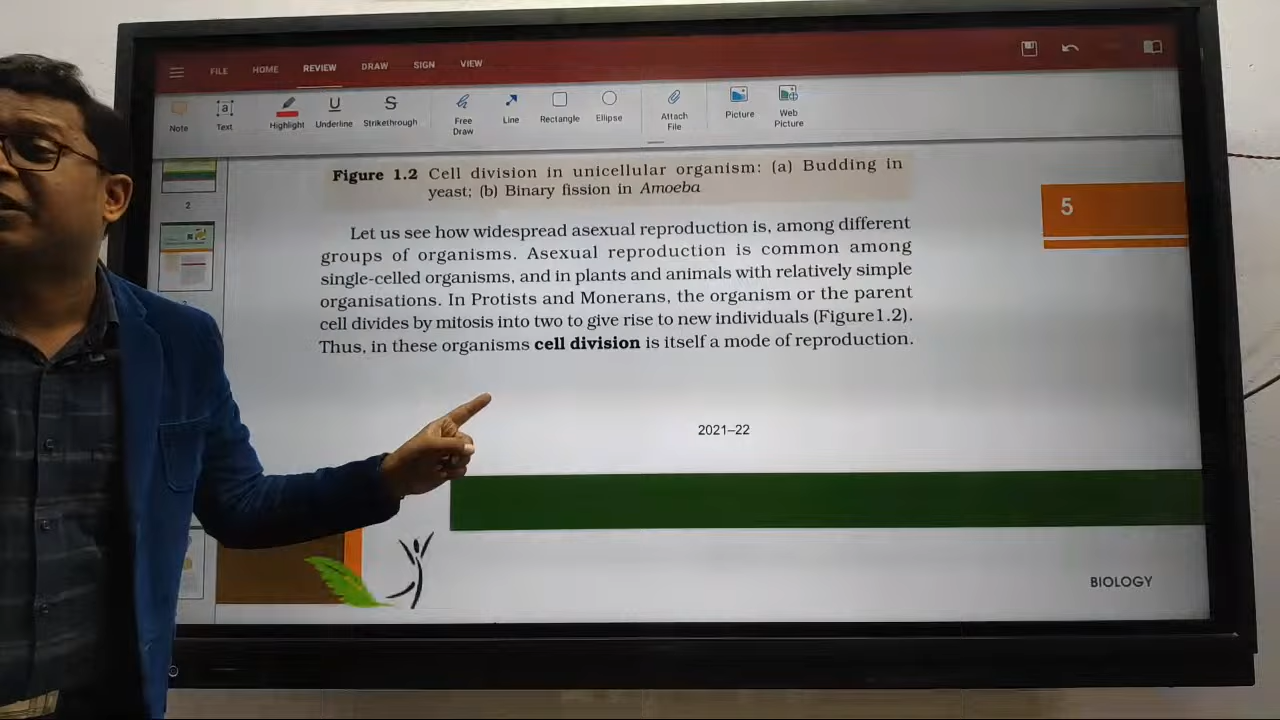 FILE HOME REVIEW DRAW SIGN VIEW
Note Text Highlight Underline Strikethrough Free Draw Line Rectangle Ellipse Attach File Picture Web Picture
2
Figure 1.2 Cell division in unicellular organism: (a) Budding in
yeast; (b) Binary fission in Amoeba
5
Let us see how widespread asexual reproduction is, among different
groups of organisms. Asexual reproduction is common among
single-celled organisms, and in plants and animals with relatively simple
organisations. In Protists and Monerans, the organism or the parent
cell divides by mitosis into two to give rise to new individuals (Figure1.2).
Thus, in these organisms cell division is itself a mode of reproduction.
2021–22
BIOLOGY